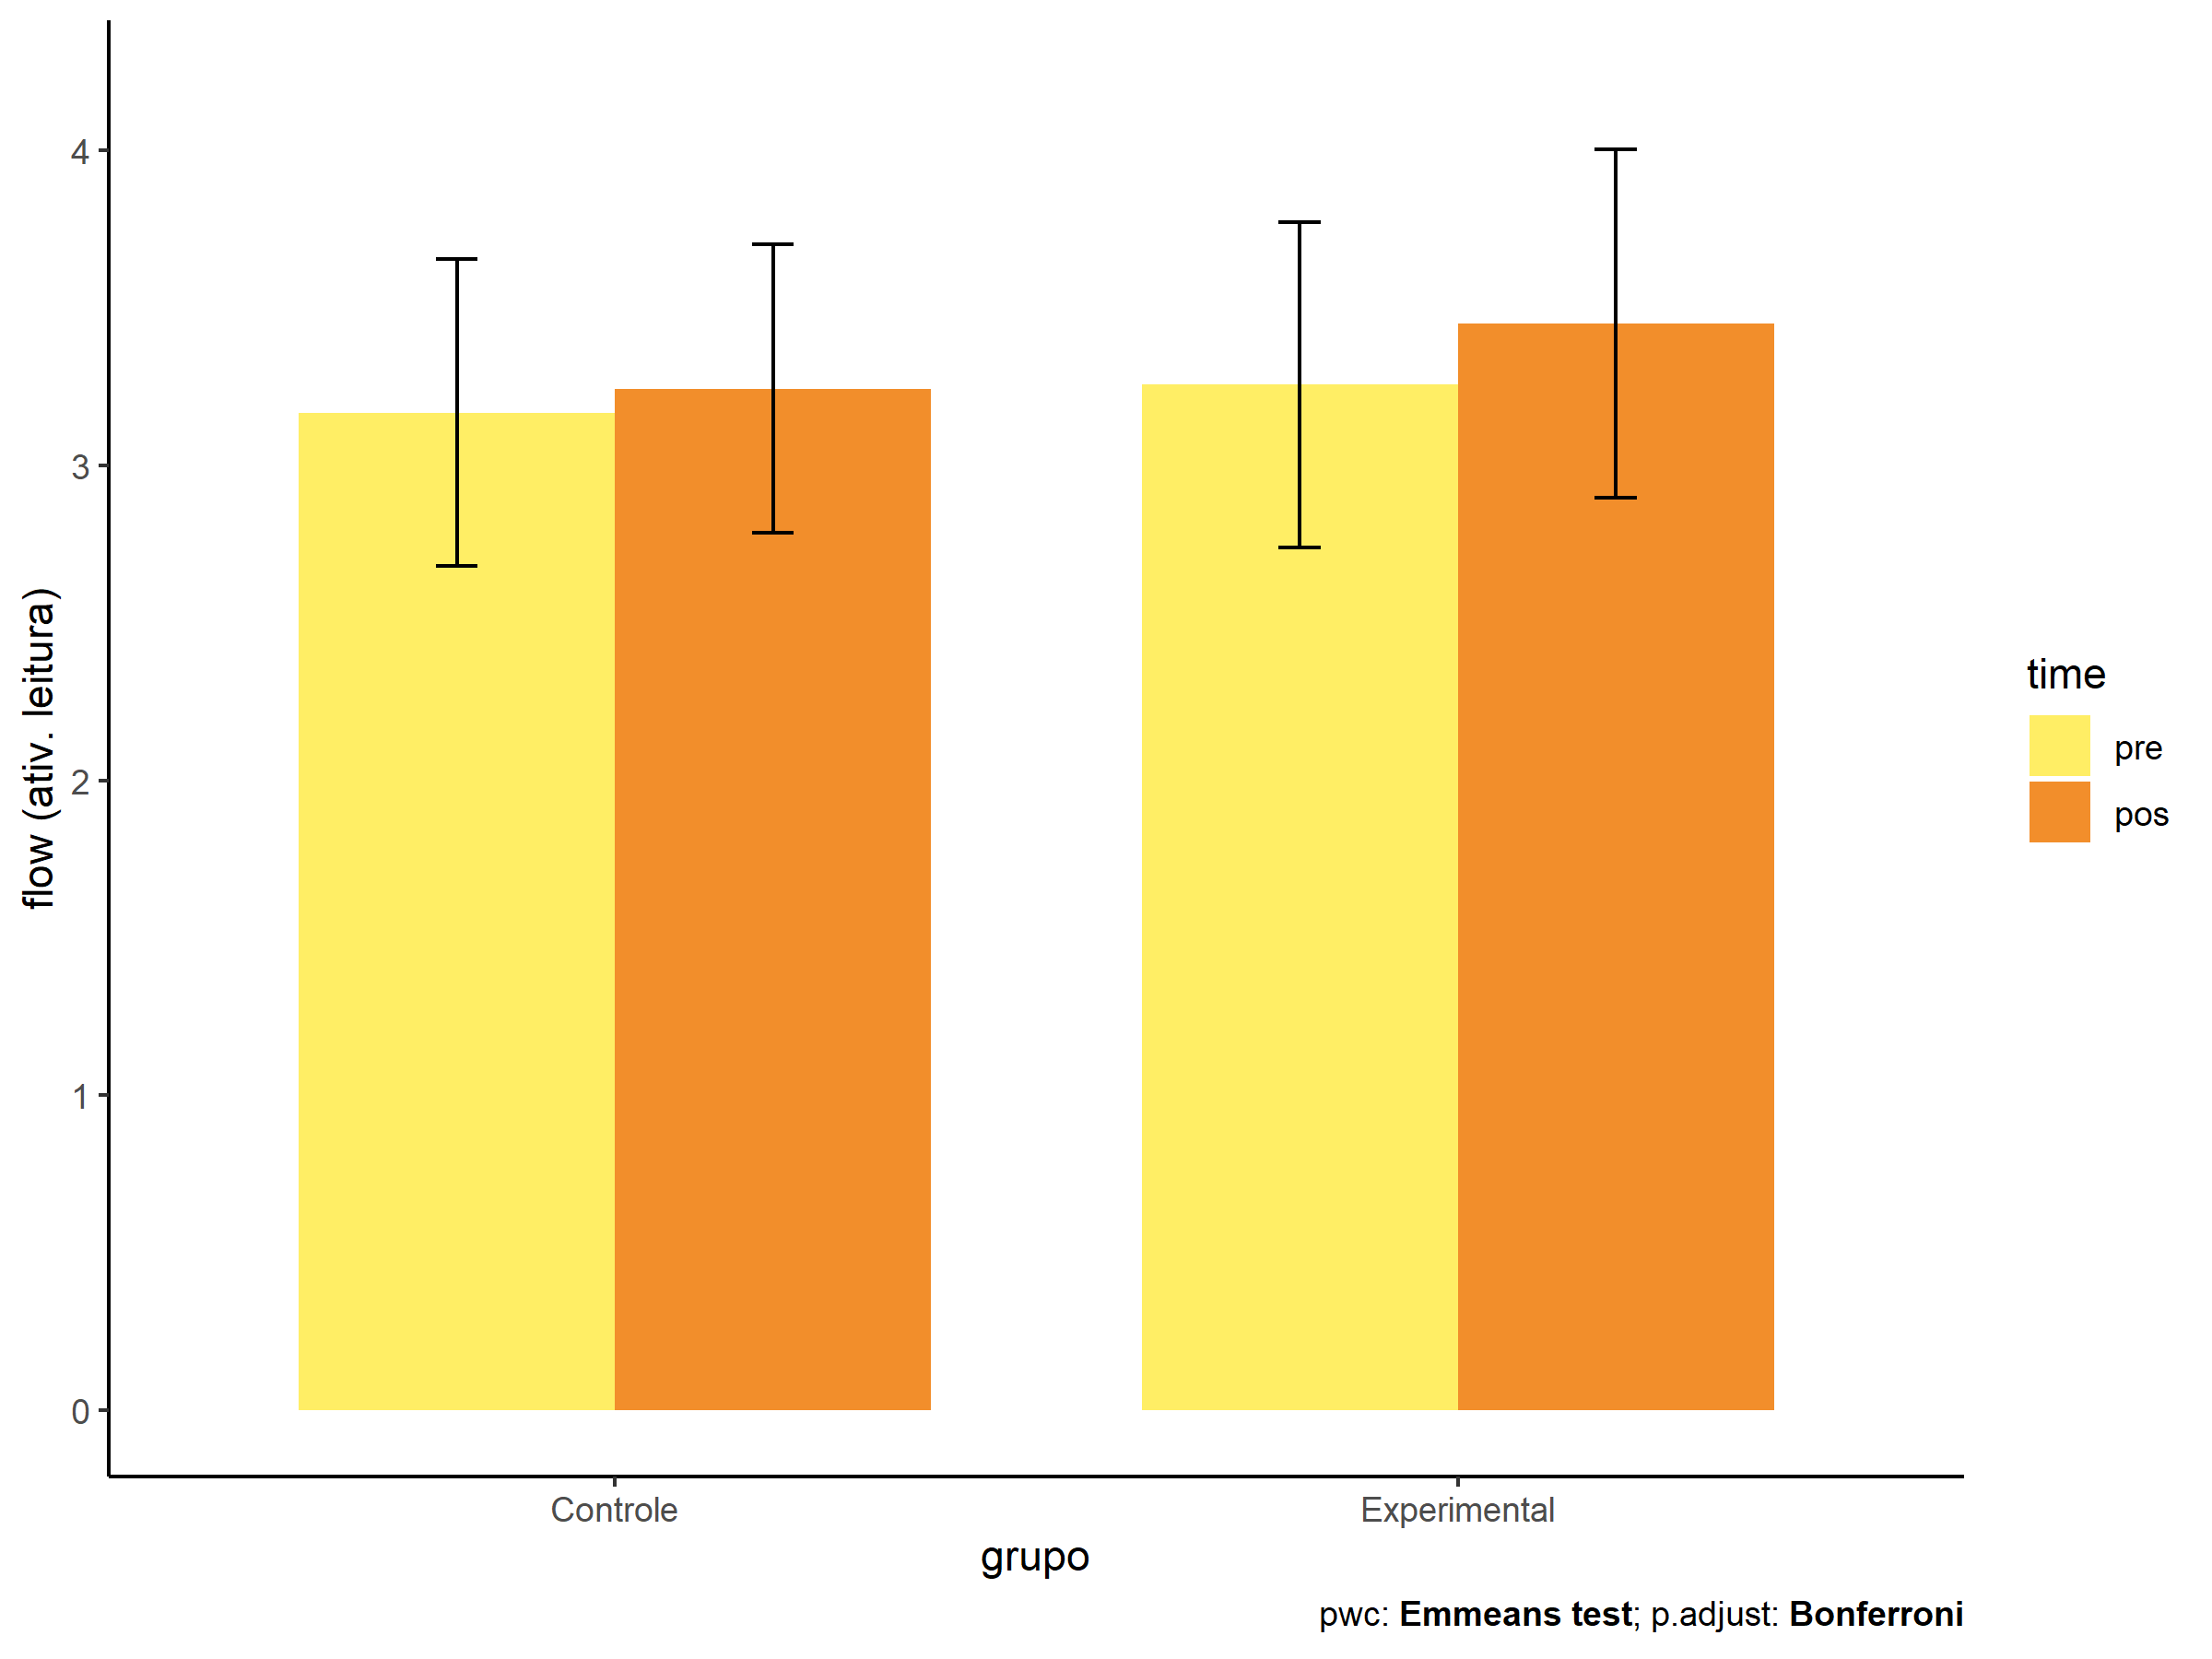 flow (ativ. leitura)
4
3
2
1
0
Controle
Experimental
grupo
time
pre
pos
pwc: Emmeans test; p.adjust: Bonferroni